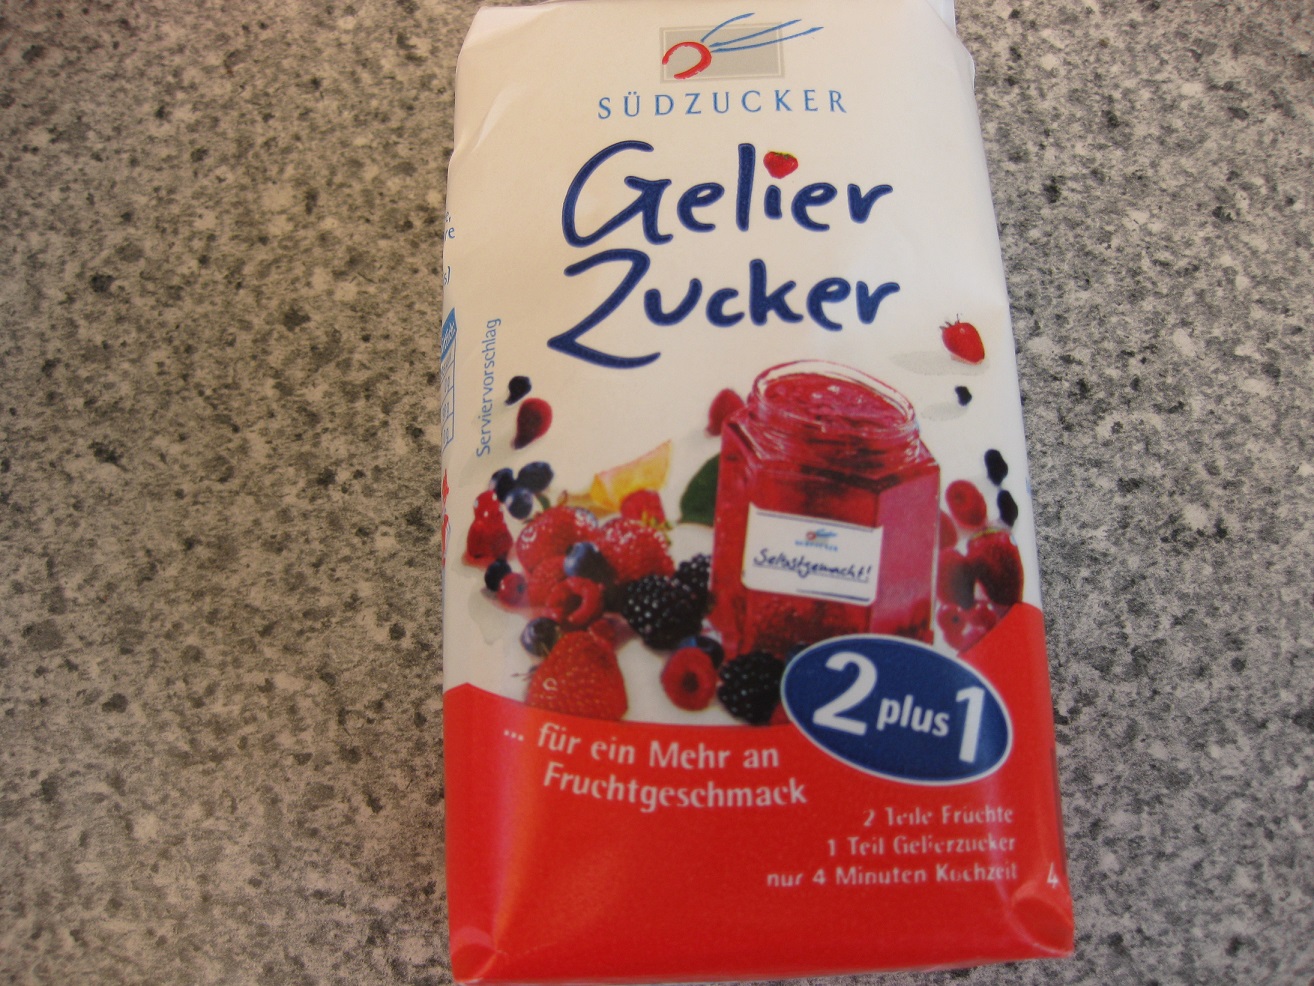 SÜDZUCKER
Gelier
Zucker
Serviervorschlag
Selbstgemacht!
2 plus 1
... für ein Mehr an
Fruchtgeschmack
2 Teile Früchte
1 Teil Gelierzucker
nur 4 Minuten Kochzeit
4